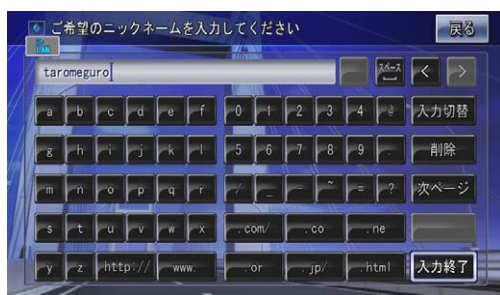 ご希望のニックネームを入力してください 戻る
LAN
taromeguro スペース < >
a b c d e f 0 1 2 3 4 @ 入力切替
g h i j k l 5 6 7 8 9 . 削除
m n o p q r / _ - ~ = ? 次ページ
s t u v w x .com/ .co .ne
y z http:// www. .or .jp/ .html 入力終了